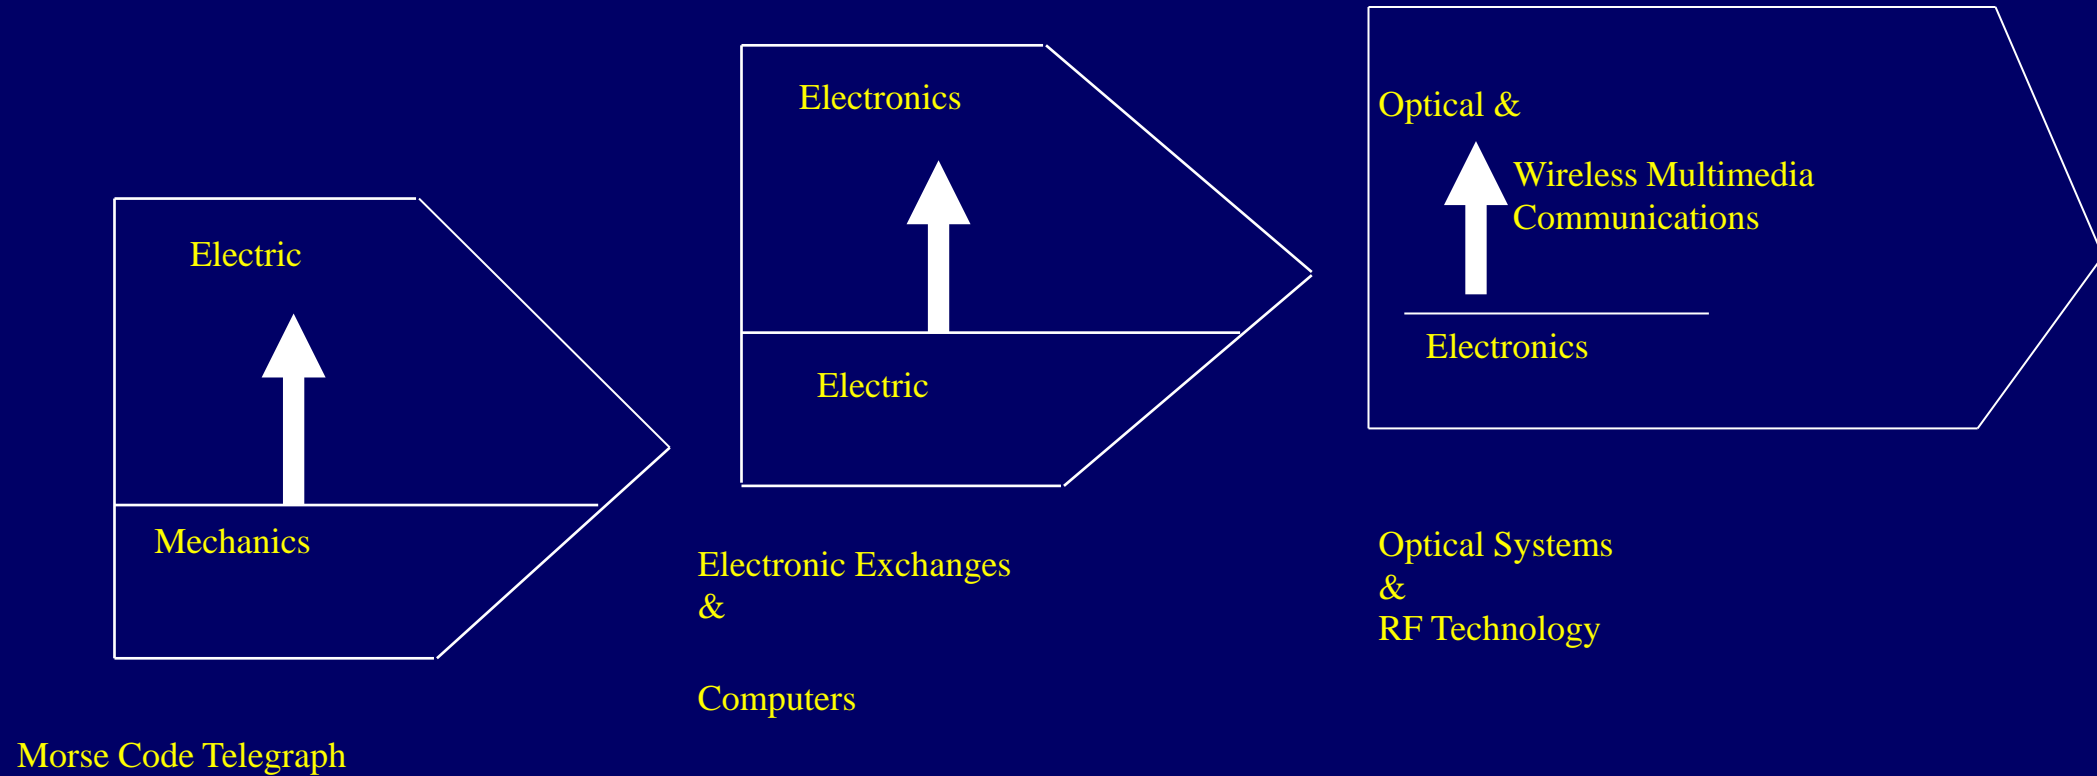 Electric
Mechanics
Morse Code Telegraph
Electronics
Electric
Electronic Exchanges
&
Computers
Optical &
Wireless Multimedia
Communications
Electronics
Optical Systems
&
RF Technology